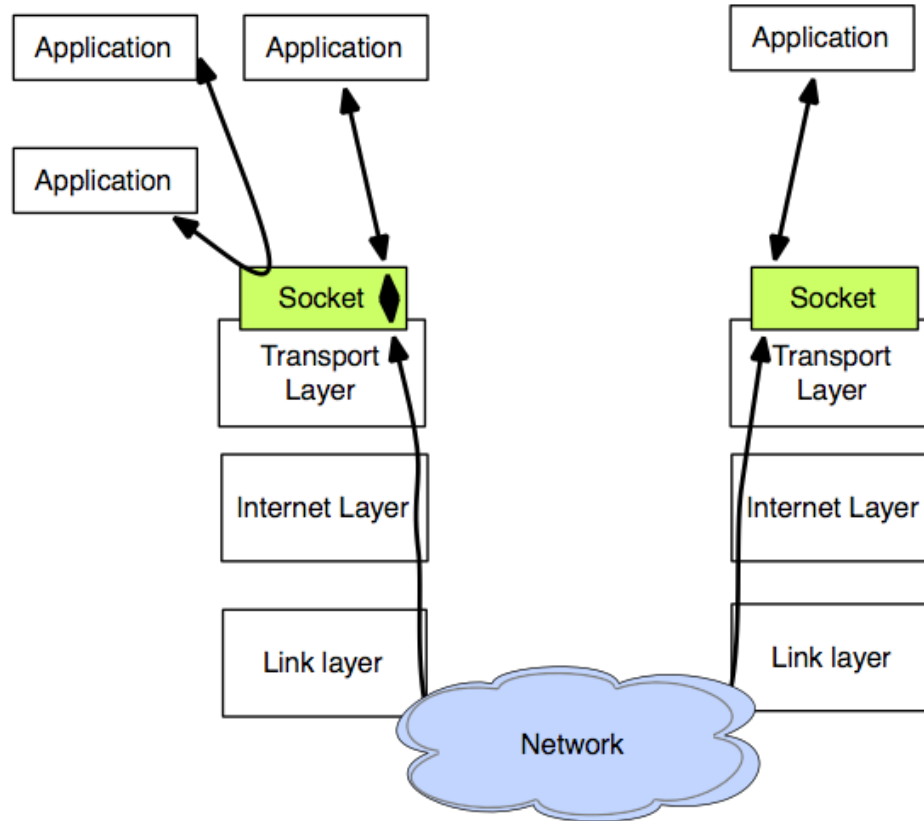 Application
Application
Application
Application
Socket
Socket
Transport
Layer
Transport
Layer
Internet Layer
Internet Layer
Link layer
Link layer
Network